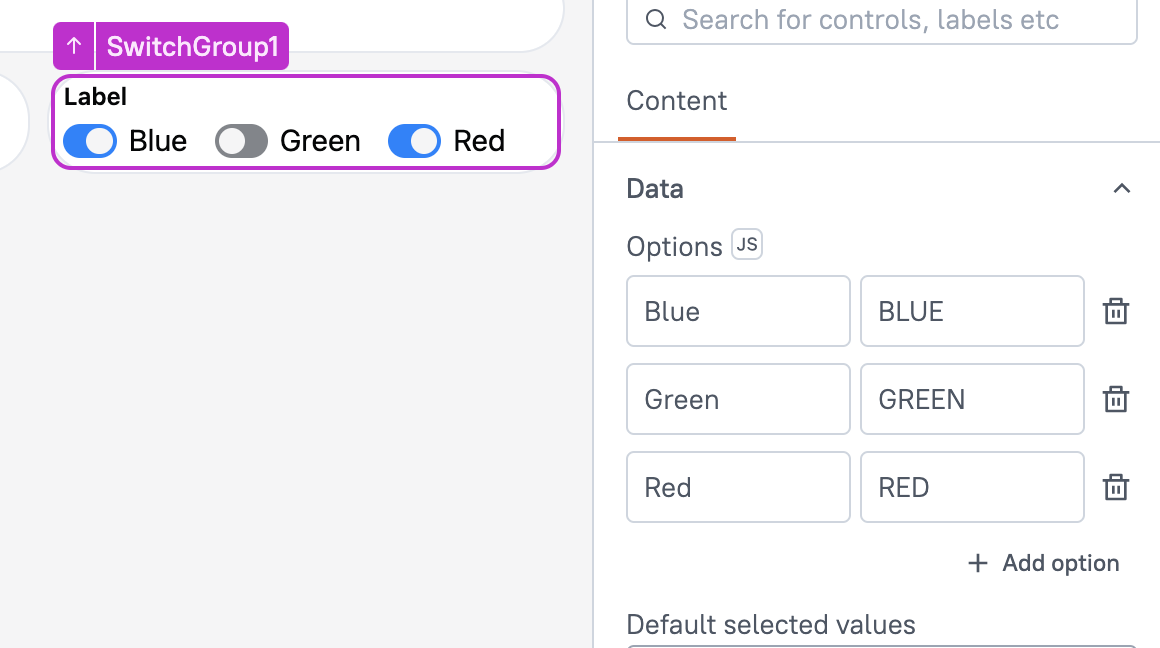 SwitchGroup1
Label
Blue Green Red
Search for controls, labels etc
Content
Data
Options JS
Blue BLUE
Green GREEN
Red RED
Add option
Default selected values